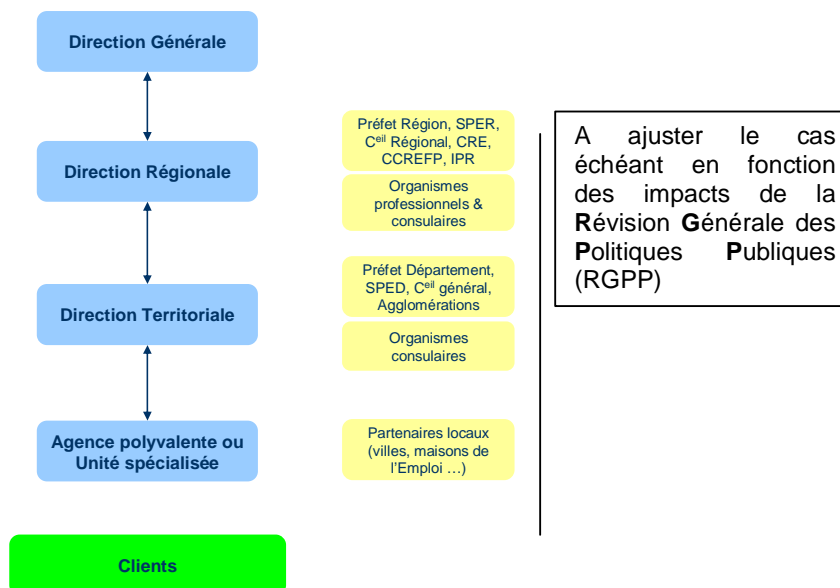 Direction Générale
Direction Régionale
Préfet Région, SPER,
Cᵉⁱˡ Régional, CRE,
CCREFP, IPR
Organismes
professionnels &
consulaires
Direction Territoriale
Préfet Département,
SPED, Cᵉⁱˡ général,
Agglomérations
Organismes
consulaires
Agence polyvalente ou
Unité spécialisée
Partenaires locaux
(villes, maisons de
l’Emploi …)
Clients
A ajuster le cas
échéant en fonction
des impacts de la
Révision Générale des
Politiques Publiques
(RGPP)